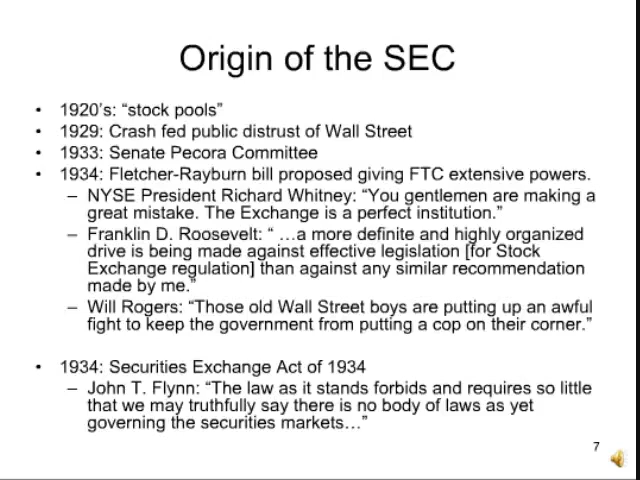 Origin of the SEC
• 1920’s: “stock pools”
• 1929: Crash fed public distrust of Wall Street
• 1933: Senate Pecora Committee
• 1934: Fletcher-Rayburn bill proposed giving FTC extensive powers.
– NYSE President Richard Whitney: “You gentlemen are making a
great mistake. The Exchange is a perfect institution.”
– Franklin D. Roosevelt: “ …a more definite and highly organized
drive is being made against effective legislation [for Stock
Exchange regulation] than against any similar recommendation
made by me.”
– Will Rogers: “Those old Wall Street boys are putting up an awful
fight to keep the government from putting a cop on their corner.”
• 1934: Securities Exchange Act of 1934
– John T. Flynn: “The law as it stands forbids and requires so little
that we may truthfully say there is no body of laws as yet
governing the securities markets…”
7